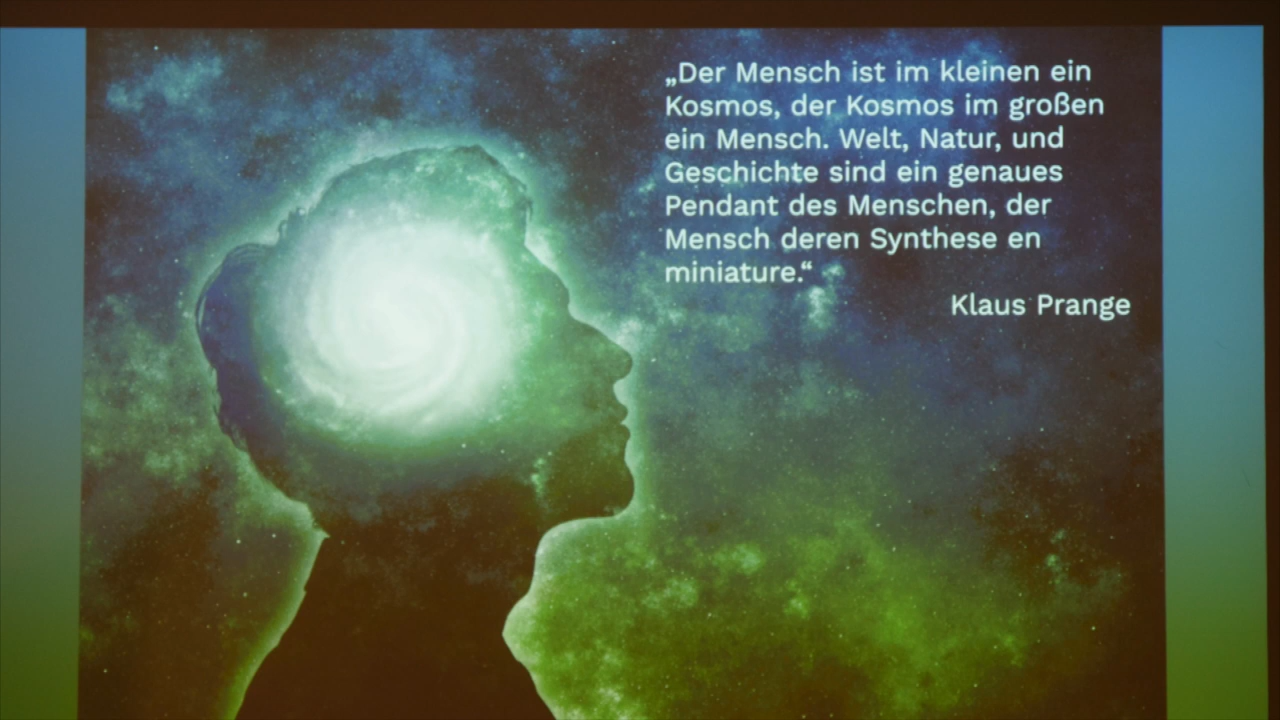 „Der Mensch ist im kleinen ein
Kosmos, der Kosmos im großen
ein Mensch. Welt, Natur, und
Geschichte sind ein genaues
Pendant des Menschen, der
Mensch deren Synthese en
miniature.“
Klaus Prange